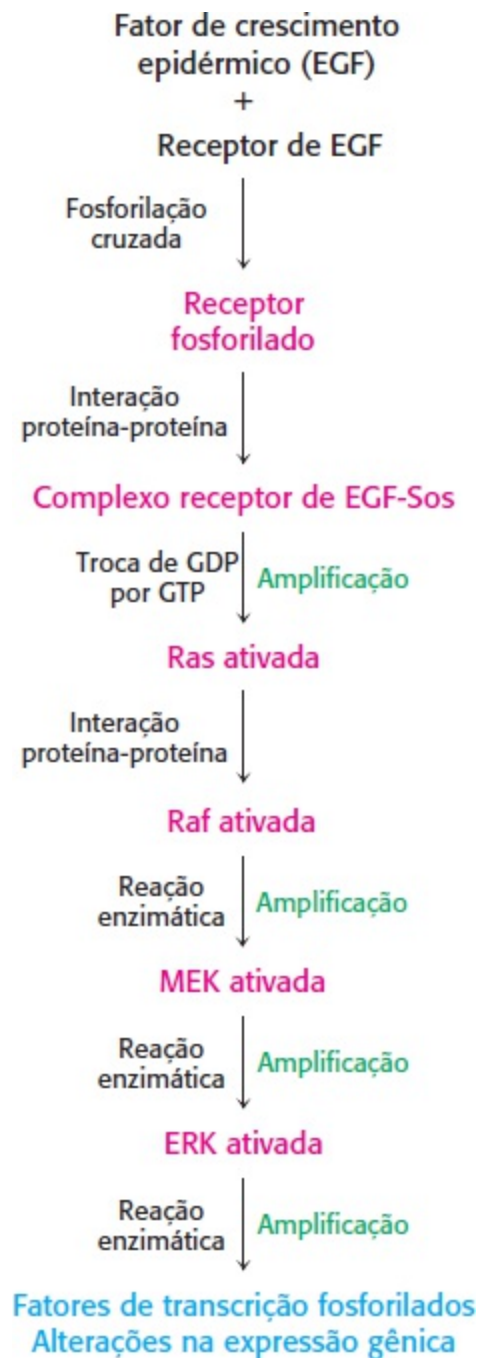 Fator de crescimento
epidérmico (EGF)
+
Receptor de EGF
Fosforilação
cruzada
Receptor
fosforilado
Interação
proteína-proteína
Complexo receptor de EGF-Sos
Troca de GDP
por GTP
Amplificação
Ras ativada
Interação
proteína-proteína
Raf ativada
Reação
enzimática
Amplificação
MEK ativada
Reação
enzimática
Amplificação
ERK ativada
Reação
enzimática
Amplificação
Fatores de transcrição fosforilados
Alterações na expressão gênica